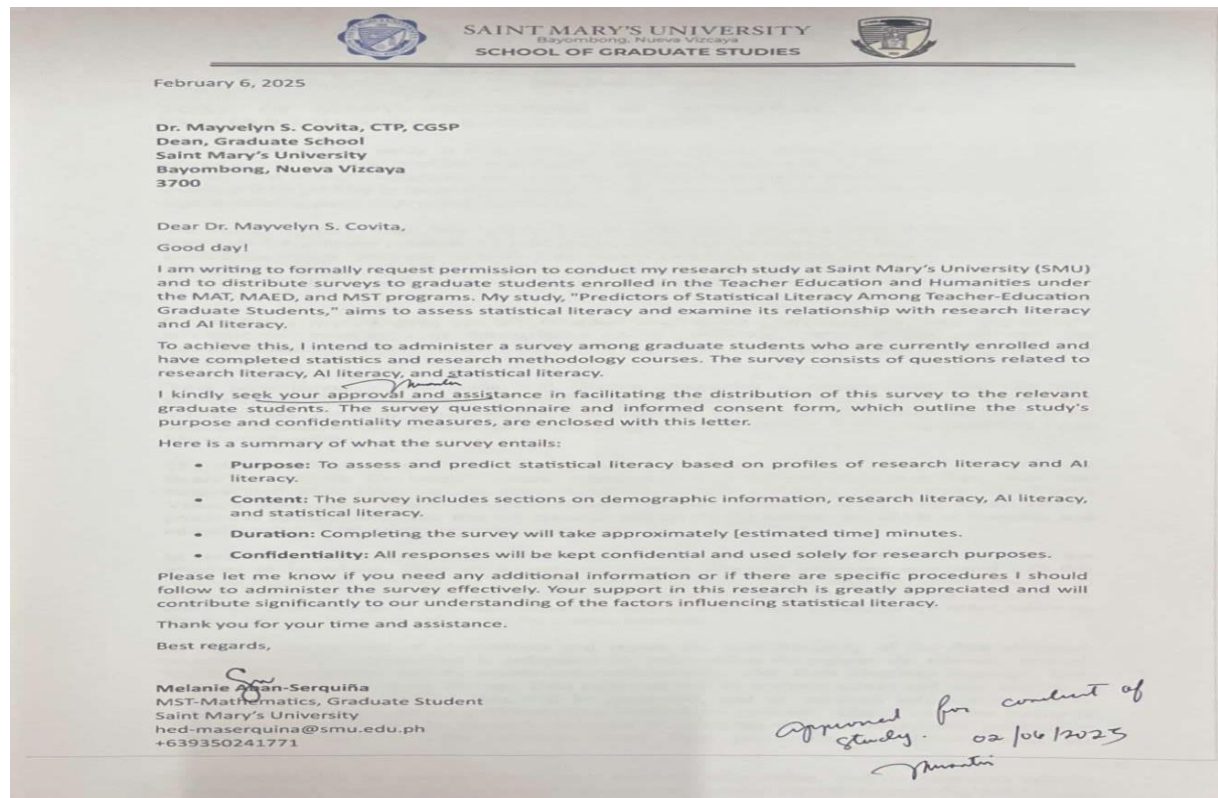 SAINT MARY'S UNIVERSITY
Bayombong, Nueva Vizcaya
SCHOOL OF GRADUATE STUDIES
February 6, 2025
Dr. Mayvelyn S. Covita, CTP, CGSP
Dean, Graduate School
Saint Mary's University
Bayombong, Nueva Vizcaya
3700
Dear Dr. Mayvelyn S. Covita,
Good day!
I am writing to formally request permission to conduct my research study at Saint Mary's University (SMU)
and to distribute surveys to graduate students enrolled in the Teacher Education and Humanities under
the MAT, MAED, and MST programs. My study, "Predictors of Statistical Literacy Among Teacher-Education
Graduate Students," aims to assess statistical literacy and examine its relationship with research literacy
and AI literacy.
To achieve this, I intend to administer a survey among graduate students who are currently enrolled and
have completed statistics and research methodology courses. The survey consists of questions related to
research literacy, AI literacy, and statistical literacy.
I kindly seek your approval and assistance in facilitating the distribution of this survey to the relevant
graduate students. The survey questionnaire and informed consent form, which outline the study's
purpose and confidentiality measures, are enclosed with this letter.
Here is a summary of what the survey entails:
• Purpose: To assess and predict statistical literacy based on profiles of research literacy and AI
literacy.
• Content: The survey includes sections on demographic information, research literacy, AI literacy,
and statistical literacy.
• Duration: Completing the survey will take approximately [estimated time] minutes.
• Confidentiality: All responses will be kept confidential and used solely for research purposes.
Please let me know if you need any additional information or if there are specific procedures I should
follow to administer the survey effectively. Your support in this research is greatly appreciated and will
contribute significantly to our understanding of the factors influencing statistical literacy.
Thank you for your time and assistance.
Best regards,
Melanie -Serquiña
MST-Mathematics, Graduate Student
Saint Mary's University
hed-maserquina@smu.edu.ph
+639350241771
approved for conduct of
study. 02/06/2025